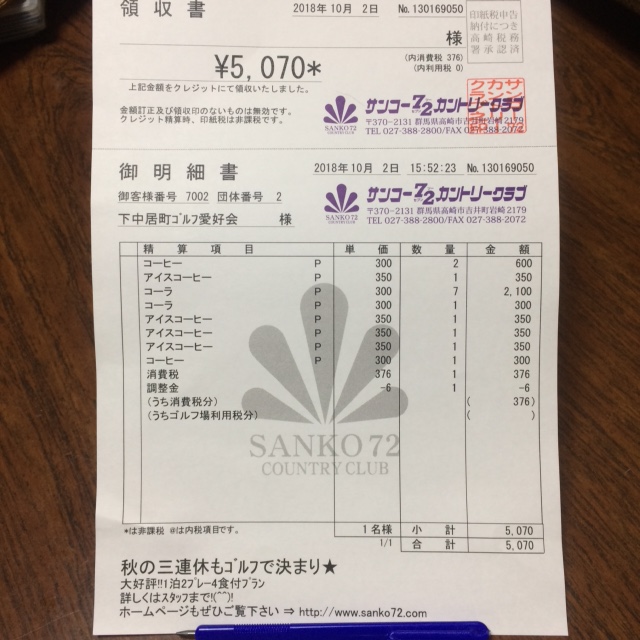 領収書
2018年10月 2日 No.130169050
印紙税申告
納付につき
高崎税務
署承認済
様
¥5,070*
(内消費税 376)
(内利用税 0)
上記金額をクレジットにて領収いたしました。
金額訂正及び領収印のないものは無効です。
クレジット精算時、印紙税は非課税です。
SANKO 72
サンコー72カントリークラブ
〒370-2131 群馬県高崎市吉井町岩崎2179
TEL 027-388-2800/FAX 027-388-2072
御明細書
2018年10月 2日 15:52:23 No.130169050
御客様番号 7002 団体番号 2
下中居町ゴルフ愛好会 様
SANKO 72
サンコー72カントリークラブ
〒370-2131 群馬県高崎市吉井町岩崎2179
TEL 027-388-2800/FAX 027-388-2072
精算項目 単価 数量 金額
コーヒー P 300 2 600
アイスコーヒー P 350 1 350
コーラ P 300 7 2,100
コーラ P 300 1 300
アイスコーヒー P 350 1 350
アイスコーヒー P 350 1 350
アイスコーヒー P 350 1 350
コーヒー P 300 1 300
消費税 376 1 376
調整金 -6 1 -6
(うち消費税分) ( 376)
(うちゴルフ場利用税分) ( )
SANKO 72
COUNTRY CLUB
*は非課税 @は内税項目です。
1名様 小計 5,070
1/1 合計 5,070
秋の三連休もゴルフで決まり★
大好評!!1泊2プレー4食付プラン
詳しくはスタッフまで!(^^)!
ホームページもぜひご覧下さい ⇒ http://www.sanko72.com